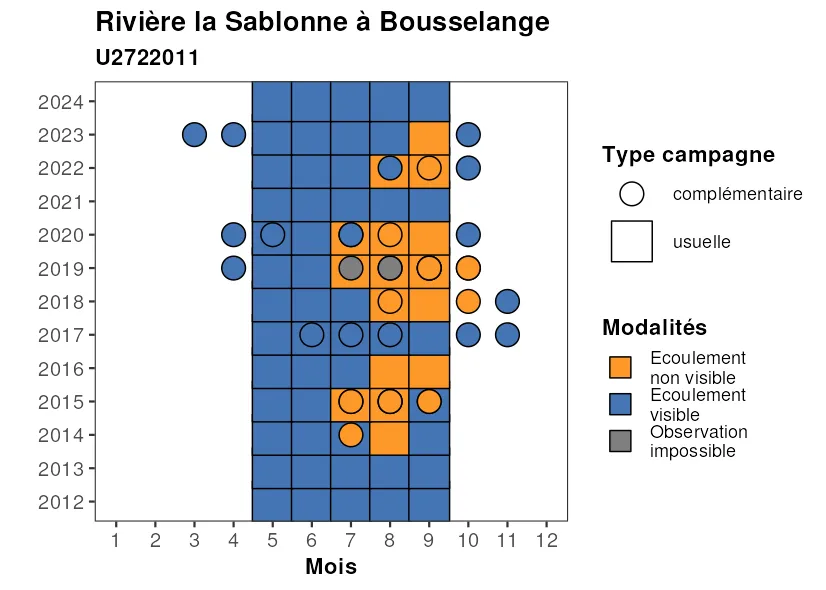 Rivière la Sablonne à Bousselange
U2722011
2024
2023
2022
2021
2020
2019
2018
2017
2016
2015
2014
2013
2012
1 2 3 4 5 6 7 8 9 10 11 12
Mois
Type campagne
complémentaire
usuelle
Modalités
Ecoulement
non visible
Ecoulement
visible
Observation
impossible